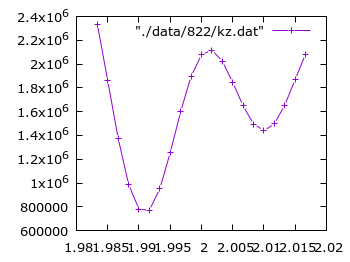 2.4x10^6
"./data/822/kz.dat"
2.2x10^6
2x10^6
1.8x10^6
1.6x10^6
1.4x10^6
1.2x10^6
1x10^6
800000
600000
1.98 1.985 1.99 1.995 2 2.005 2.01 2.015 2.02